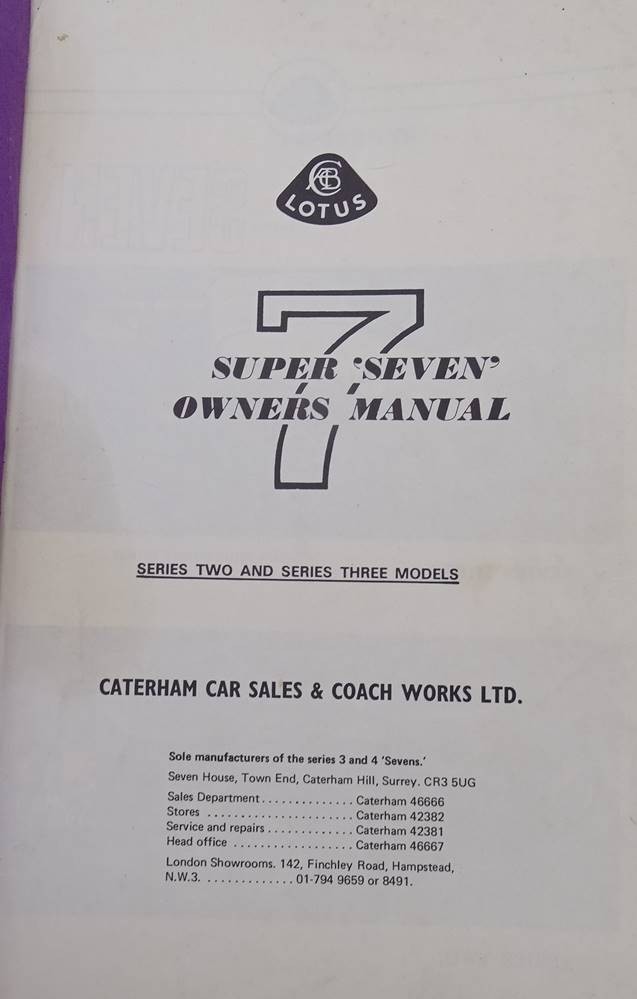 ACBC
LOTUS
7
SUPER ‘SEVEN’
OWNERS MANUAL
SERIES TWO AND SERIES THREE MODELS
CATERHAM CAR SALES & COACH WORKS LTD.
Sole manufacturers of the series 3 and 4 ‘Sevens.’
Seven House, Town End, Caterham Hill, Surrey. CR3 5UG
Sales Department.............. Caterham 46666
Stores ....................... Caterham 42382
Service and repairs............. Caterham 42381
Head office ................... Caterham 46667
London Showrooms. 142, Finchley Road, Hampstead,
N.W.3. ..............01-794 9659 or 8491.